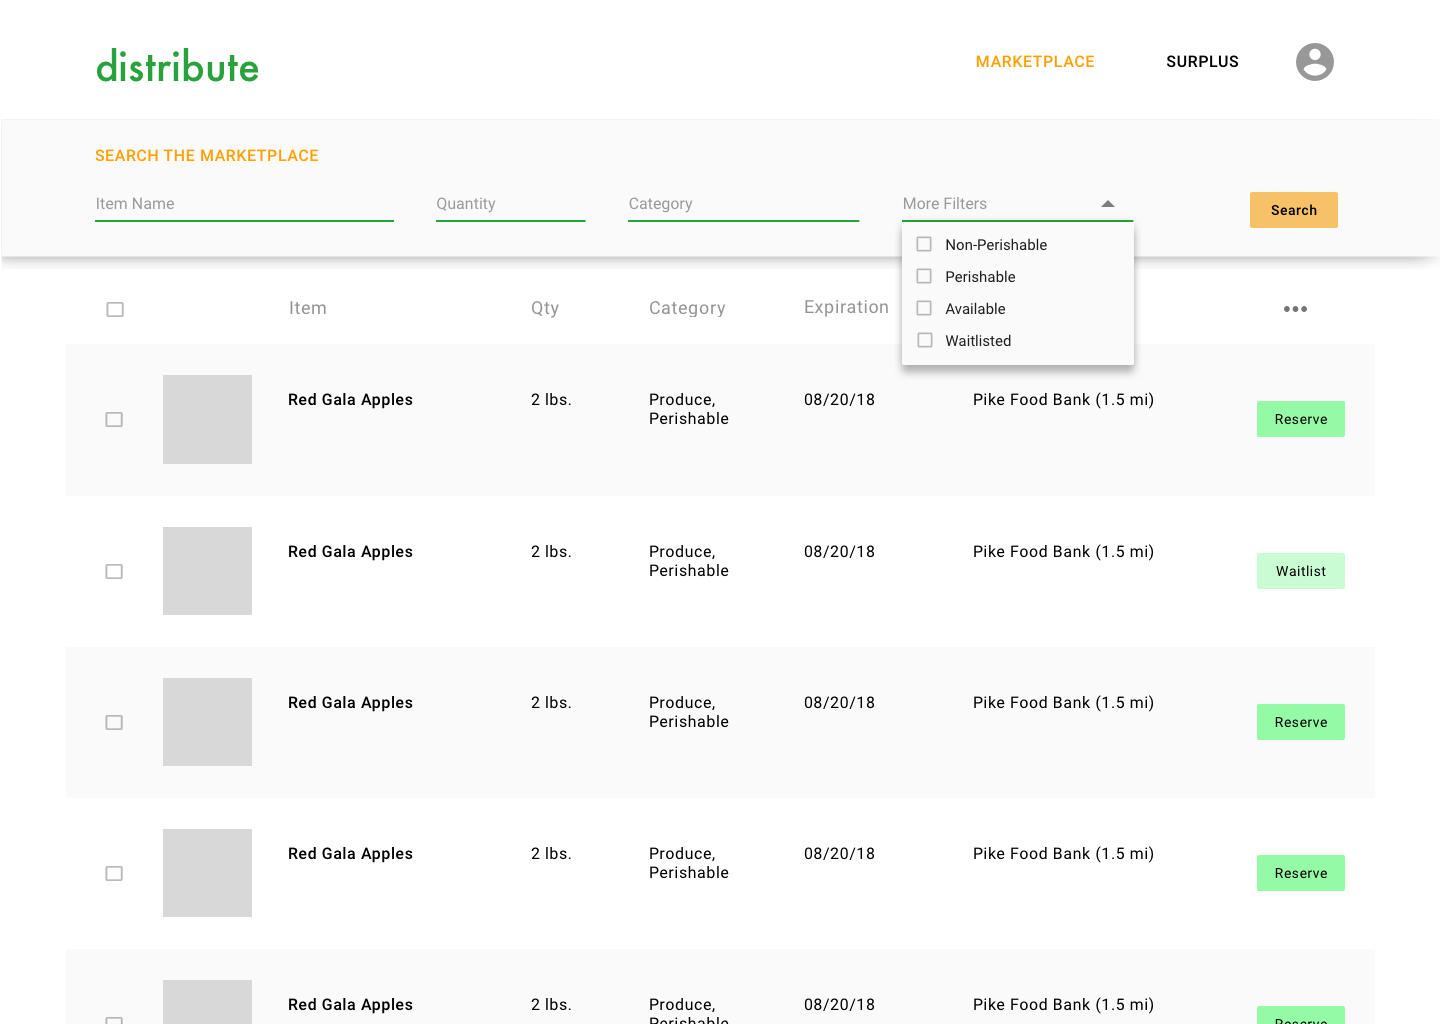 distribute
MARKETPLACE
SURPLUS
SEARCH THE MARKETPLACE
Item Name
Quantity
Category
More Filters
Search
Non-Perishable
Perishable
Available
Waitlisted
Item
Qty
Category
Expiration
Red Gala Apples
2 lbs.
Produce,
Perishable
08/20/18
Pike Food Bank (1.5 mi)
Reserve
Red Gala Apples
2 lbs.
Produce,
Perishable
08/20/18
Pike Food Bank (1.5 mi)
Waitlist
Red Gala Apples
2 lbs.
Produce,
Perishable
08/20/18
Pike Food Bank (1.5 mi)
Reserve
Red Gala Apples
2 lbs.
Produce,
Perishable
08/20/18
Pike Food Bank (1.5 mi)
Reserve
Red Gala Apples
2 lbs.
Produce,
Perishable
08/20/18
Pike Food Bank (1.5 mi)
Reserve